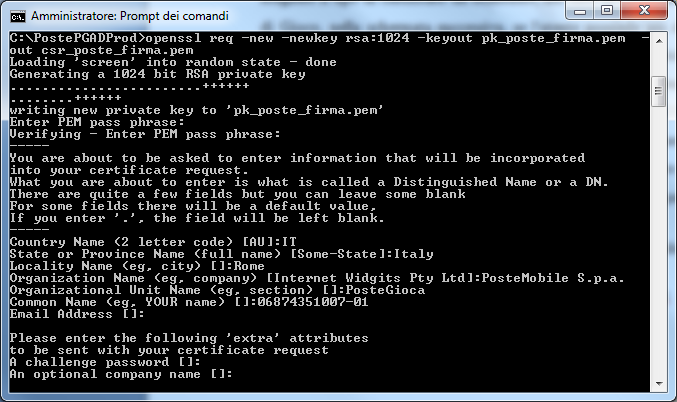 Amministratore: Prompt dei comandi
C:\PostePGADProd>openssl req -new -newkey rsa:1024 -keyout pk_poste_firma.pem -
out csr_poste_firma.pem
Loading 'screen' into random state - done
Generating a 1024 bit RSA private key
........................++++++
........++++++
writing new private key to 'pk_poste_firma.pem'
Enter PEM pass phrase:
Verifying - Enter PEM pass phrase:
-----
You are about to be asked to enter information that will be incorporated
into your certificate request.
What you are about to enter is what is called a Distinguished Name or a DN.
There are quite a few fields but you can leave some blank
For some fields there will be a default value,
If you enter '.', the field will be left blank.
-----
Country Name (2 letter code) [AU]:IT
State or Province Name (full name) [Some-State]:Italy
Locality Name (eg, city) []:Rome
Organization Name (eg, company) [Internet Widgits Pty Ltd]:PosteMobile S.p.a.
Organizational Unit Name (eg, section) []:PosteGioca
Common Name (eg, YOUR name) []:06874351007-01
Email Address []:

Please enter the following 'extra' attributes
to be sent with your certificate request
A challenge password []:
An optional company name []: